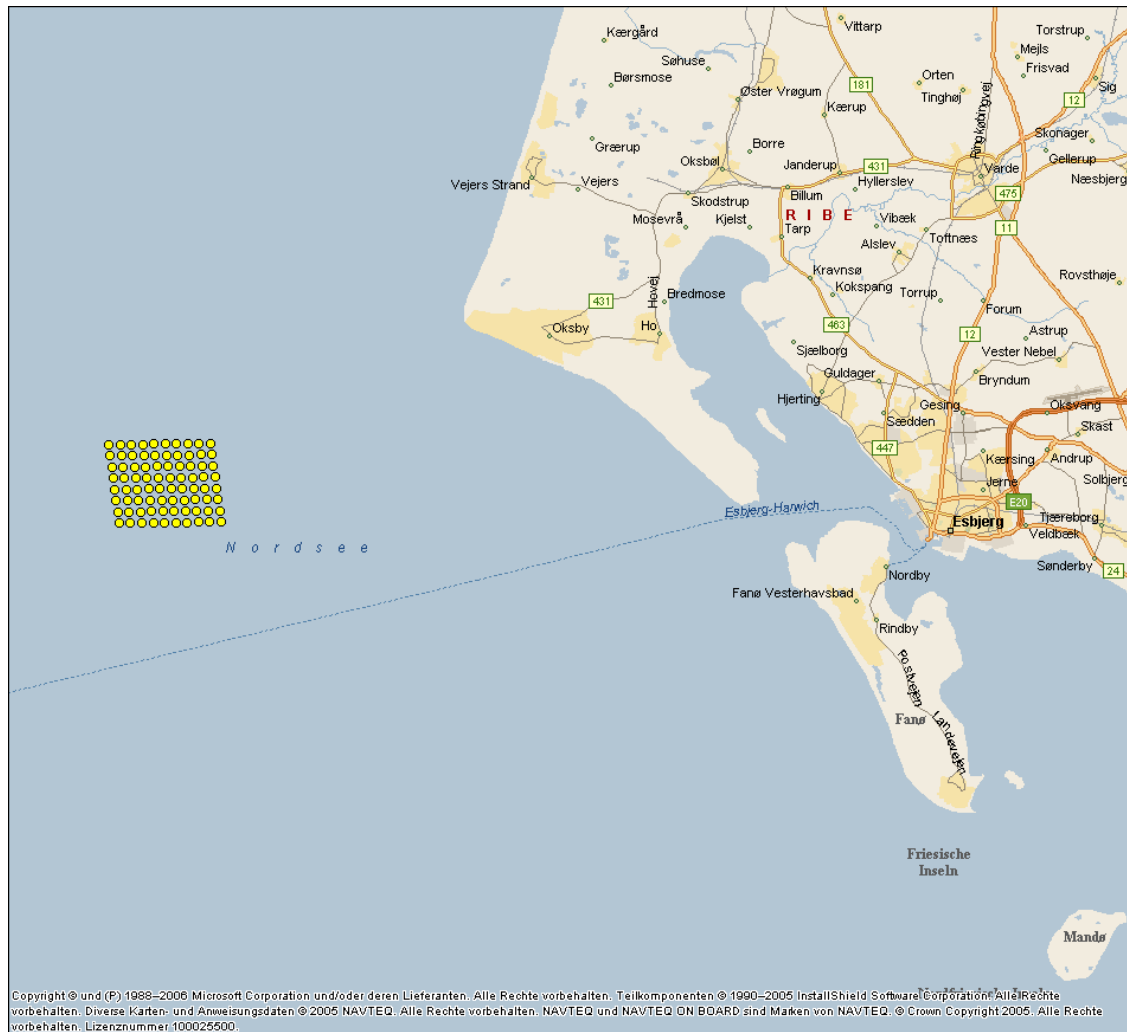 Kærgård
Vittarp
Torstrup
Mejls
Frisvad
Søhuse
Børsmose
181
Orten
Tinghøj
Sig
12
Øster Vrøgum
Kærup
Ringkøbingvej
Skonager
Grærup
Borre
Gellerup
Oksbøl
Janderup
431
Varde
Næsbjerg
Vejers Strand
Vejers
Billum
Hyllerslev
475
Skodstrup
Mosevrå
Kjelst
RIBE
Vibæk
11
Tarp
Toftnæs
Alslev
Kravnsø
Rovsthøje
Hovej
Bredmose
Kokspang
Torrup
431
Forum
463
Oksby
Ho
12
Astrup
Sjælborg
Vester Nebel
Guldager
Bryndum
Hjerting
Gesing
Oksvang
Sædden
Skast
447
Kærsing
Andrup
Jerne
Solbjerg
E20
Esbjerg-Harwich
Esbjerg
Tjæreborg
Veldbæk
Nordsee
Sønderby
24
Nordby
Fanø Vesterhavsbad
Rindby
Postvejen
Fanø
Landevejen
Friesische
Inseln
Mandø
Nordfriesische Inseln
Copyright © und (P) 1988–2006 Microsoft Corporation und/oder deren Lieferanten. Alle Rechte vorbehalten. Teilkomponenten © 1990–2005 InstallShield Software Corporation. Alle Rechte
vorbehalten. Diverse Karten- und Anweisungsdaten © 2005 NAVTEQ. Alle Rechte vorbehalten. NAVTEQ und NAVTEQ ON BOARD sind Marken von NAVTEQ. © Crown Copyright 2005. Alle Rechte
vorbehalten. Lizenznummer 100025500.